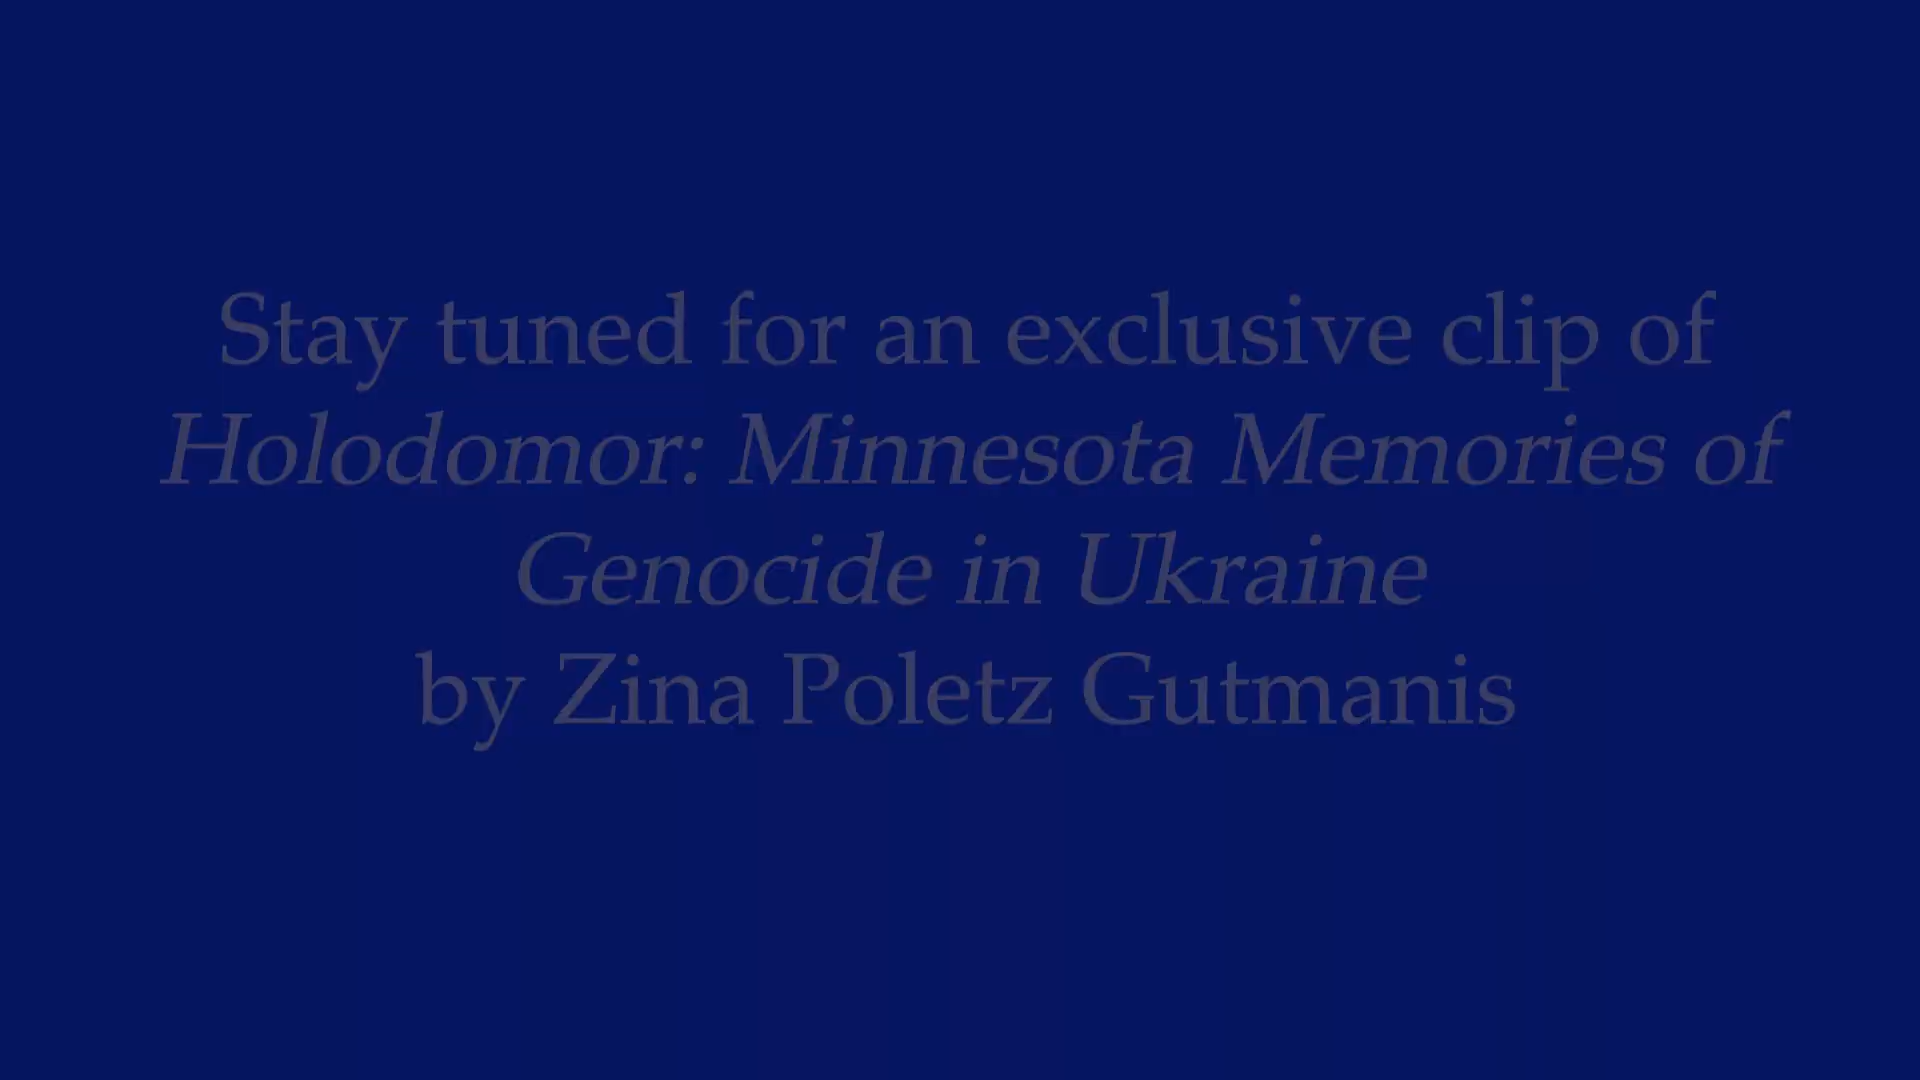 Stay tuned for an exclusive clip of
Holodomor: Minnesota Memories of
Genocide in Ukraine
by Zina Poletz Gutmanis